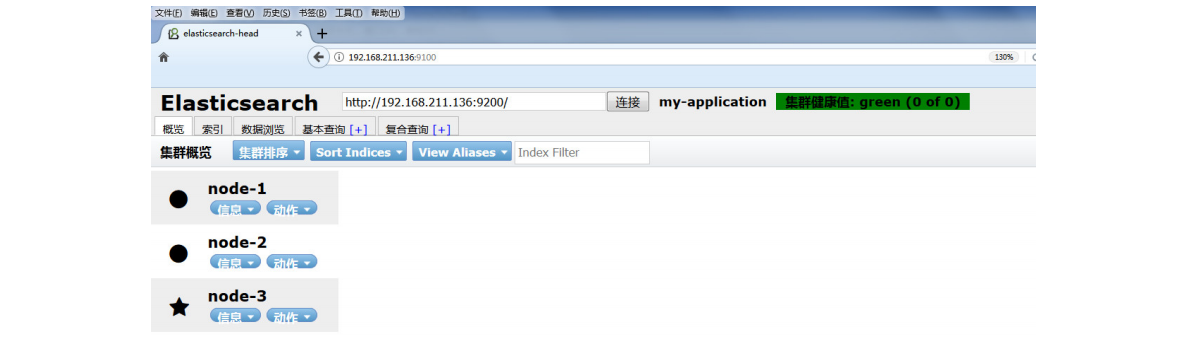 文件(F) 编辑(E) 查看(V) 历史(S) 书签(B) 工具(T) 帮助(H)
elasticsearch-head × +
192.168.211.136:9100 130%
Elasticsearch http://192.168.211.136:9200/ 连接 my-application 集群健康值: green (0 of 0)
概览 索引 数据浏览 基本查询 [+] 复合查询 [+]
集群概览 集群排序 Sort Indices View Aliases Index Filter
node-1
信息 动作
node-2
信息 动作
node-3
信息 动作